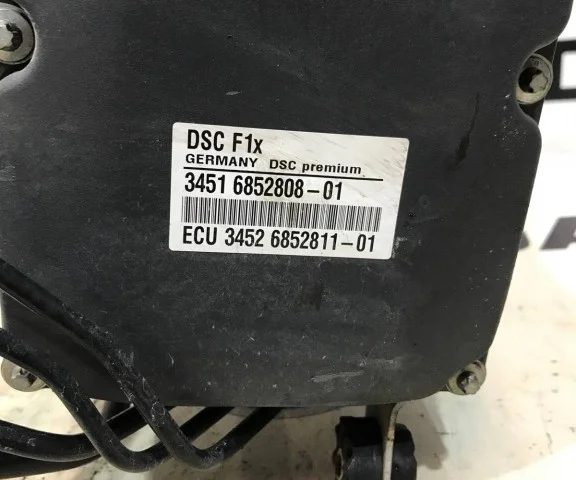 DSC F1x
GERMANY DSC premium
3451 6852808-01
ECU 3452 6852811-01